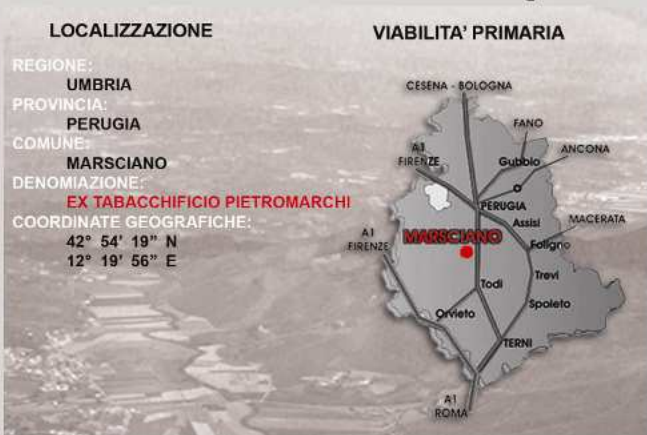 LOCALIZZAZIONE
REGIONE:
UMBRIA
PROVINCIA:
PERUGIA
COMUNE:
MARSCIANO
DENOMIAZIONE:
EX TABACCHIFICIO PIETROMARCHI
COORDINATE GEOGRAFICHE:
42° 54' 19" N
12° 19' 56" E
VIABILITA' PRIMARIA
CESENA - BOLOGNA
FANO
ANCONA
A1
FIRENZE
Gubbio
PERUGIA
Assisi
MACERATA
A1
FIRENZE
MARSCIANO
Foligno
Trevi
Todi
Spoleto
Orvieto
TERNI
A1
ROMA